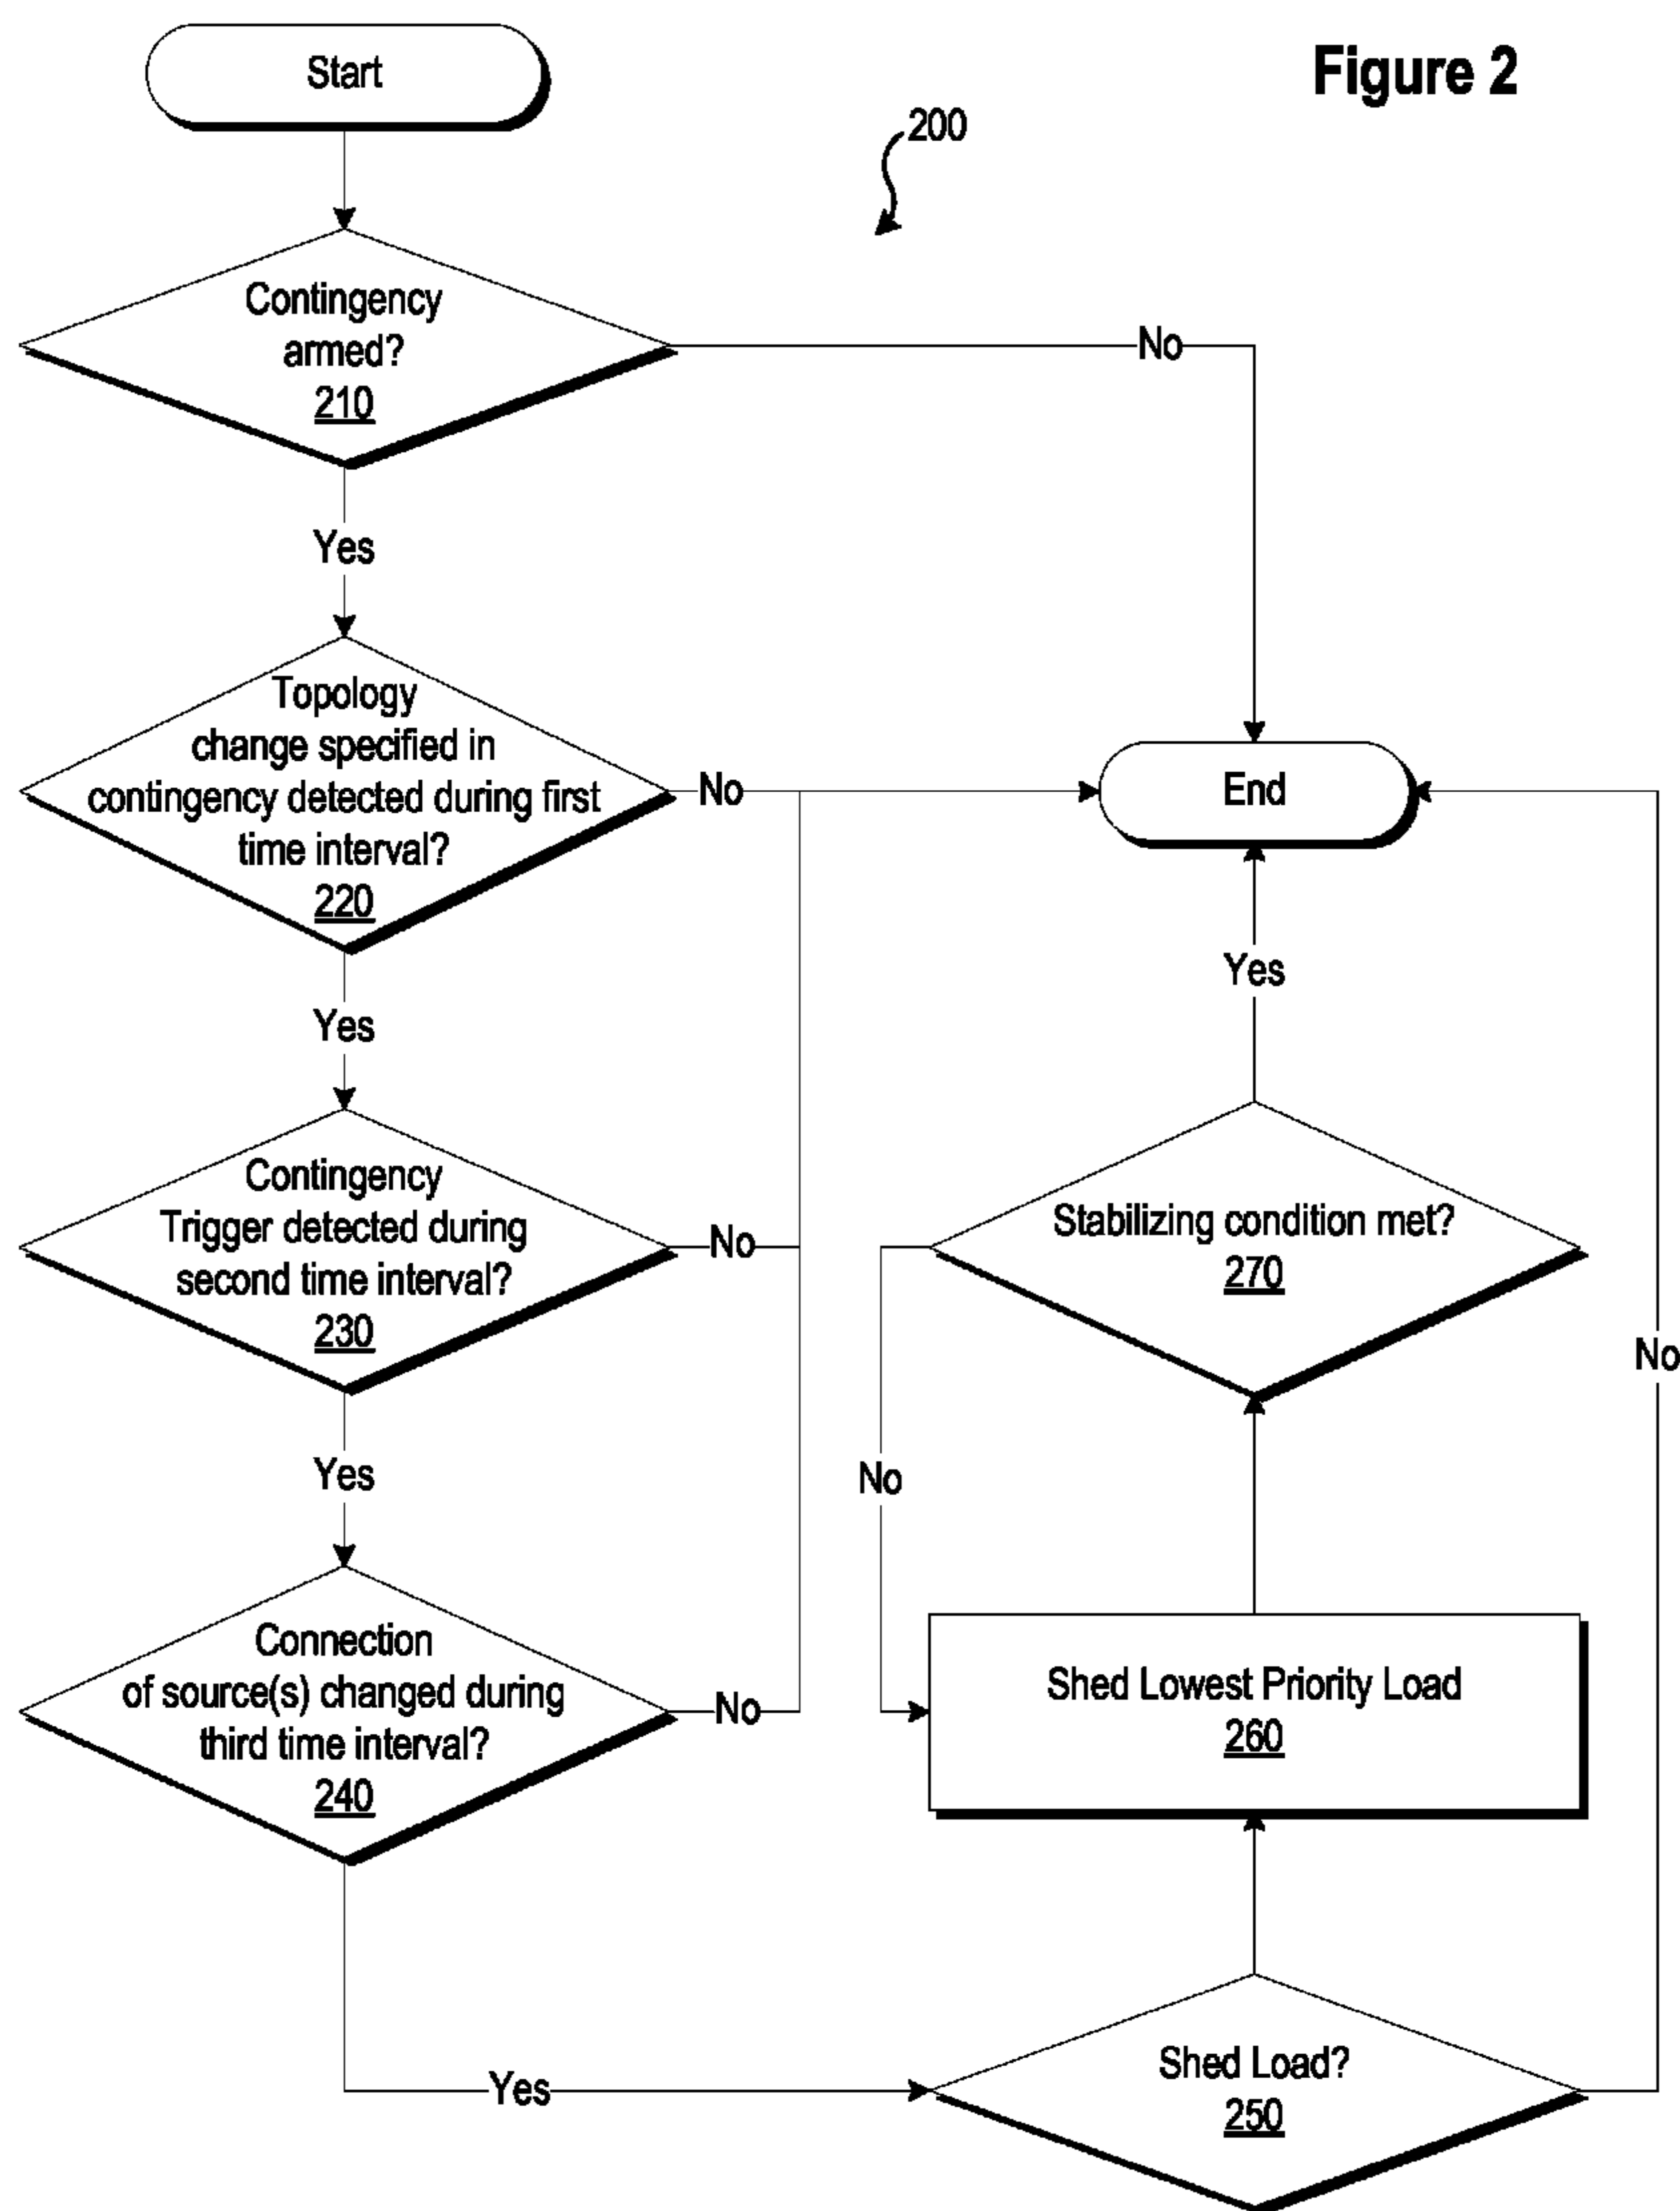 Figure 2
Start
200
Contingency
armed?
210
No
Yes
Topology
change specified in
contingency detected during first
time interval?
220
No
End
Yes
Yes
Contingency
Trigger detected during
second time interval?
230
No
Stabilizing condition met?
270
No
No
Yes
Connection
of source(s) changed during
third time interval?
240
No
Shed Lowest Priority Load
260
Yes
Shed Load?
250